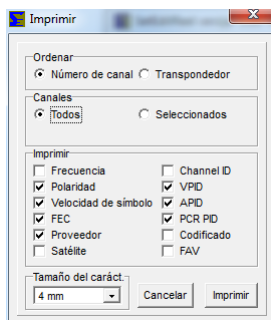 Imprimir
Ordenar
Número de canal Transpondedor
Canales
Todos Seleccionados
Imprimir
Frecuencia Channel ID
Polaridad VPID
Velocidad de símbolo APID
FEC PCR PID
Proveedor Codificado
Satélite FAV
Tamaño del caráct.
4 mm Cancelar Imprimir